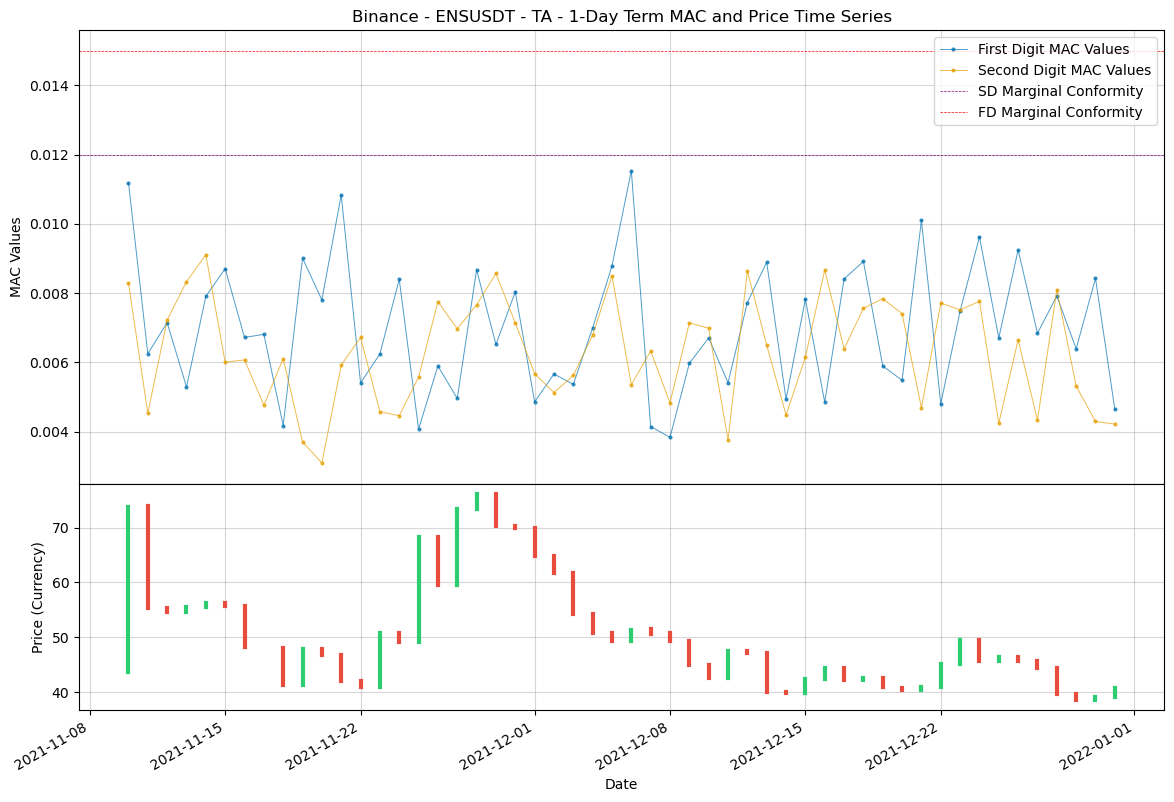 Binance - ENSUSDT - TA - 1-Day Term MAC and Price Time Series
First Digit MAC Values
Second Digit MAC Values
SD Marginal Conformity
FD Marginal Conformity
MAC Values
0.014
0.012
0.010
0.008
0.006
0.004
Price (Currency)
70
60
50
40
2021-11-08
2021-11-15
2021-11-22
2021-12-01
2021-12-08
2021-12-15
2021-12-22
2022-01-01
Date